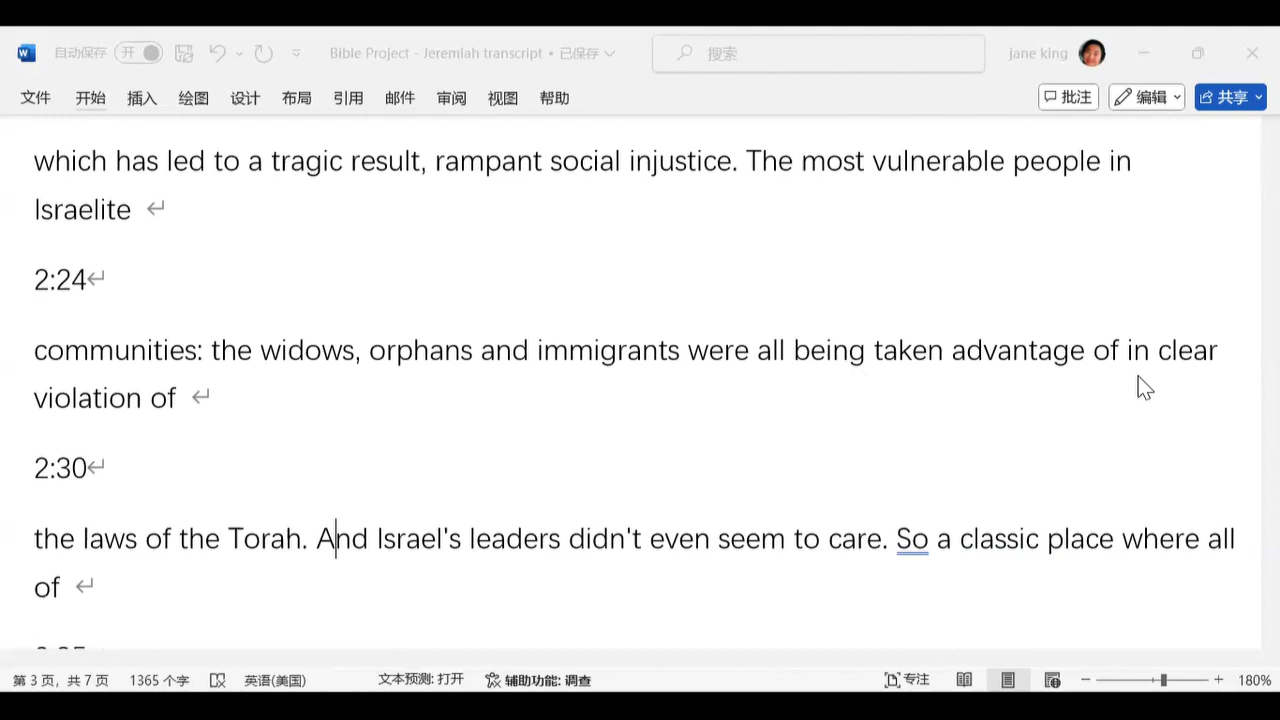 自动保存 开 Bible Project - Jeremiah transcript • 已保存 搜索 jane king
文件 开始 插入 绘图 设计 布局 引用 邮件 审阅 视图 帮助 批注 编辑 共享
which has led to a tragic result, rampant social injustice. The most vulnerable people in
Israelite
2:24
communities: the widows, orphans and immigrants were all being taken advantage of in clear
violation of
2:30
the laws of the Torah. And Israel's leaders didn't even seem to care. So a classic place where all
of
第 3 页，共 7 页 1365 个字 英语(美国) 文本预测: 打开 辅助功能: 调查 专注 180%